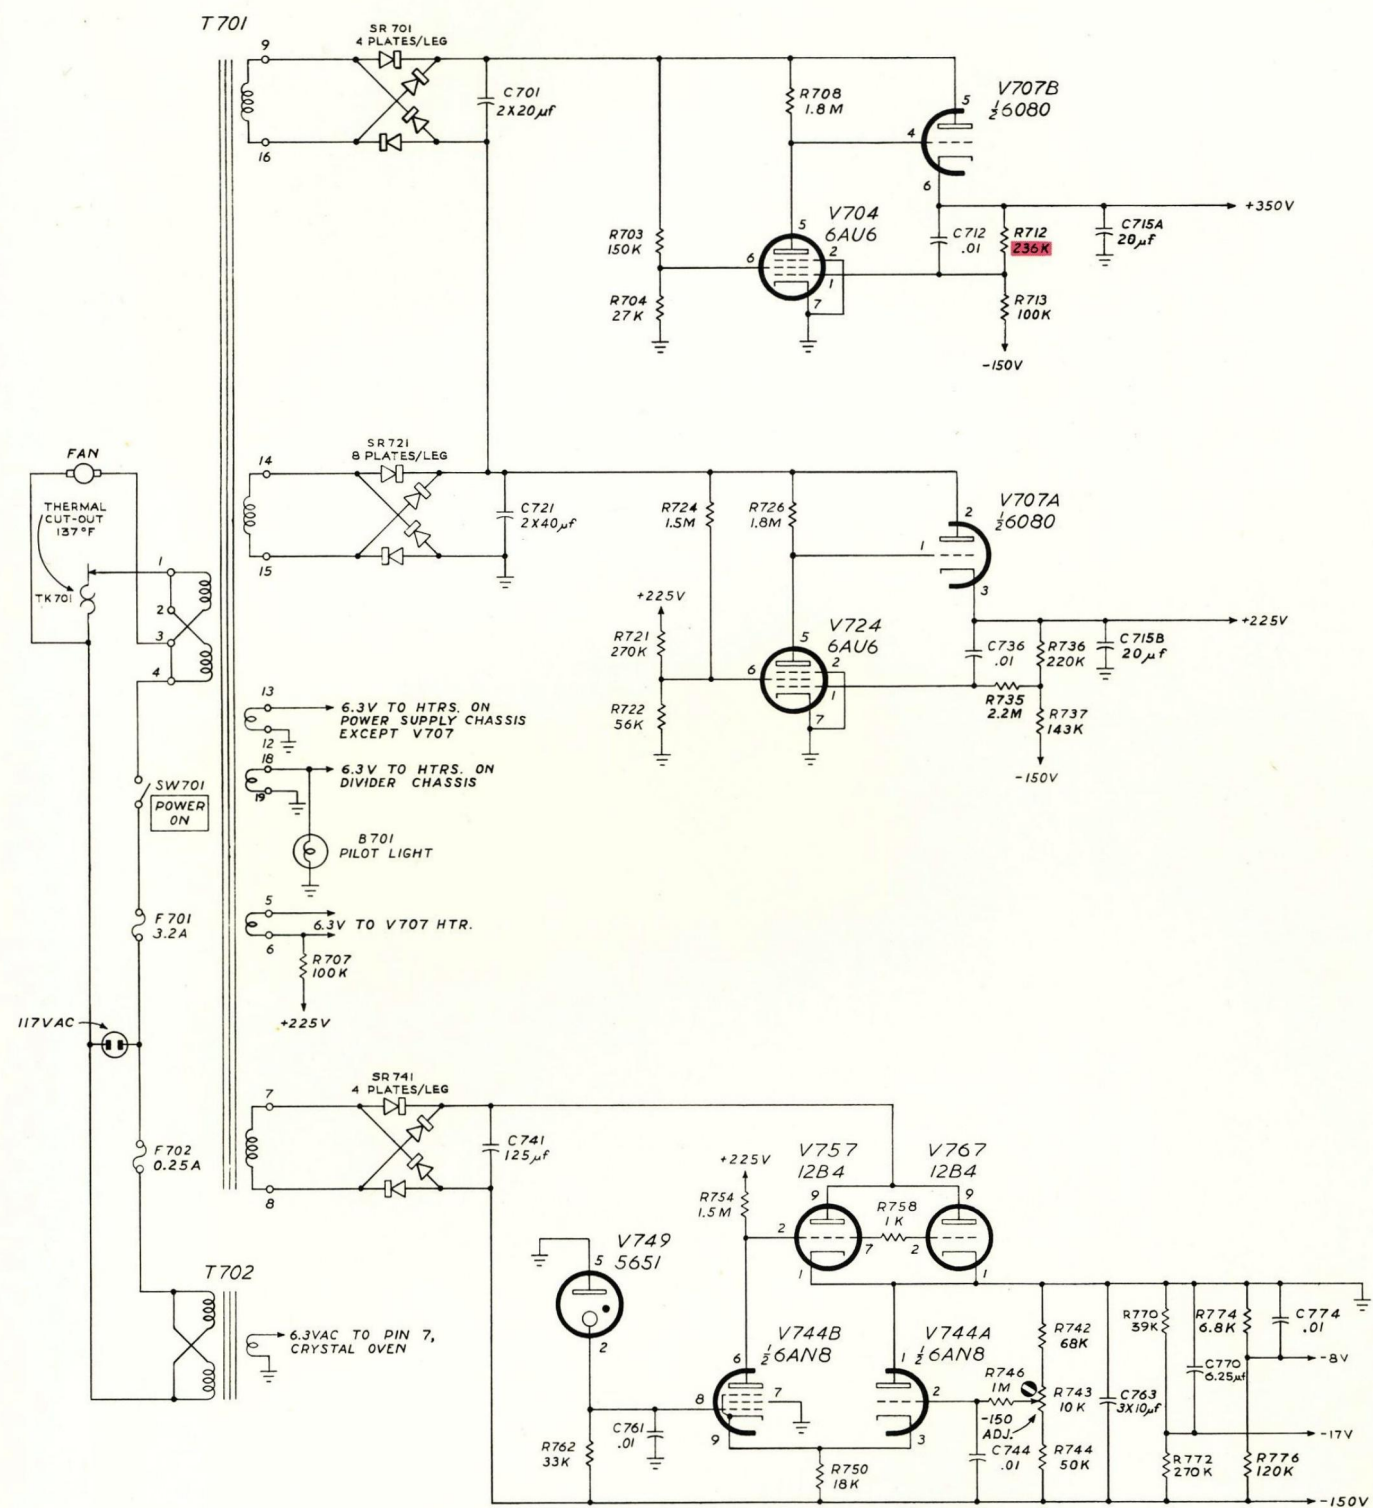 T701
9
SR 701
4 PLATES/LEG
C701
2X20µf
16
R708
1.8M
5
V707B
½6080
4
6
+350V
R703
150K
V704
6AU6
5
6
2
1
7
C712
.01
R712
236K
C715A
20µf
R704
27K
R713
100K
-150V
FAN
THERMAL
CUT-OUT
137°F
TK701
1
2
3
4
14
SR721
8 PLATES/LEG
C721
2X40µf
15
R724
1.5M
R726
1.8M
V707A
½6080
2
1
3
+225V
+225V
R721
270K
V724
6AU6
5
6
2
1
7
C736
.01
R736
220K
C715B
20µf
R722
56K
R735
2.2M
R737
143K
-150V
13
6.3V TO HTRS. ON
POWER SUPPLY CHASSIS
EXCEPT V707
12
18
6.3V TO HTRS. ON
DIVIDER CHASSIS
19
SW701
POWER
ON
B701
PILOT LIGHT
F701
3.2A
5
6.3V TO V707 HTR.
6
R707
100K
+225V
117VAC
7
SR741
4 PLATES/LEG
C741
125µf
8
F702
0.25A
+225V
R754
1.5M
V757
12B4
V767
12B4
9
R758
1K
9
2
7
2
1
1
V749
5651
5
2
T702
6.3VAC TO PIN 7,
CRYSTAL OVEN
V744B
½6AN8
V744A
½6AN8
6
7
8
9
1
2
3
R746
1M
-150
ADJ.
R742
68K
R743
10K
R744
50K
C763
3X10µf
R770
39K
R774
6.8K
C774
.01
-8V
C770
6.25µf
-17V
R762
33K
C761
.01
R750
18K
C744
.01
R772
270K
R776
120K
-150V